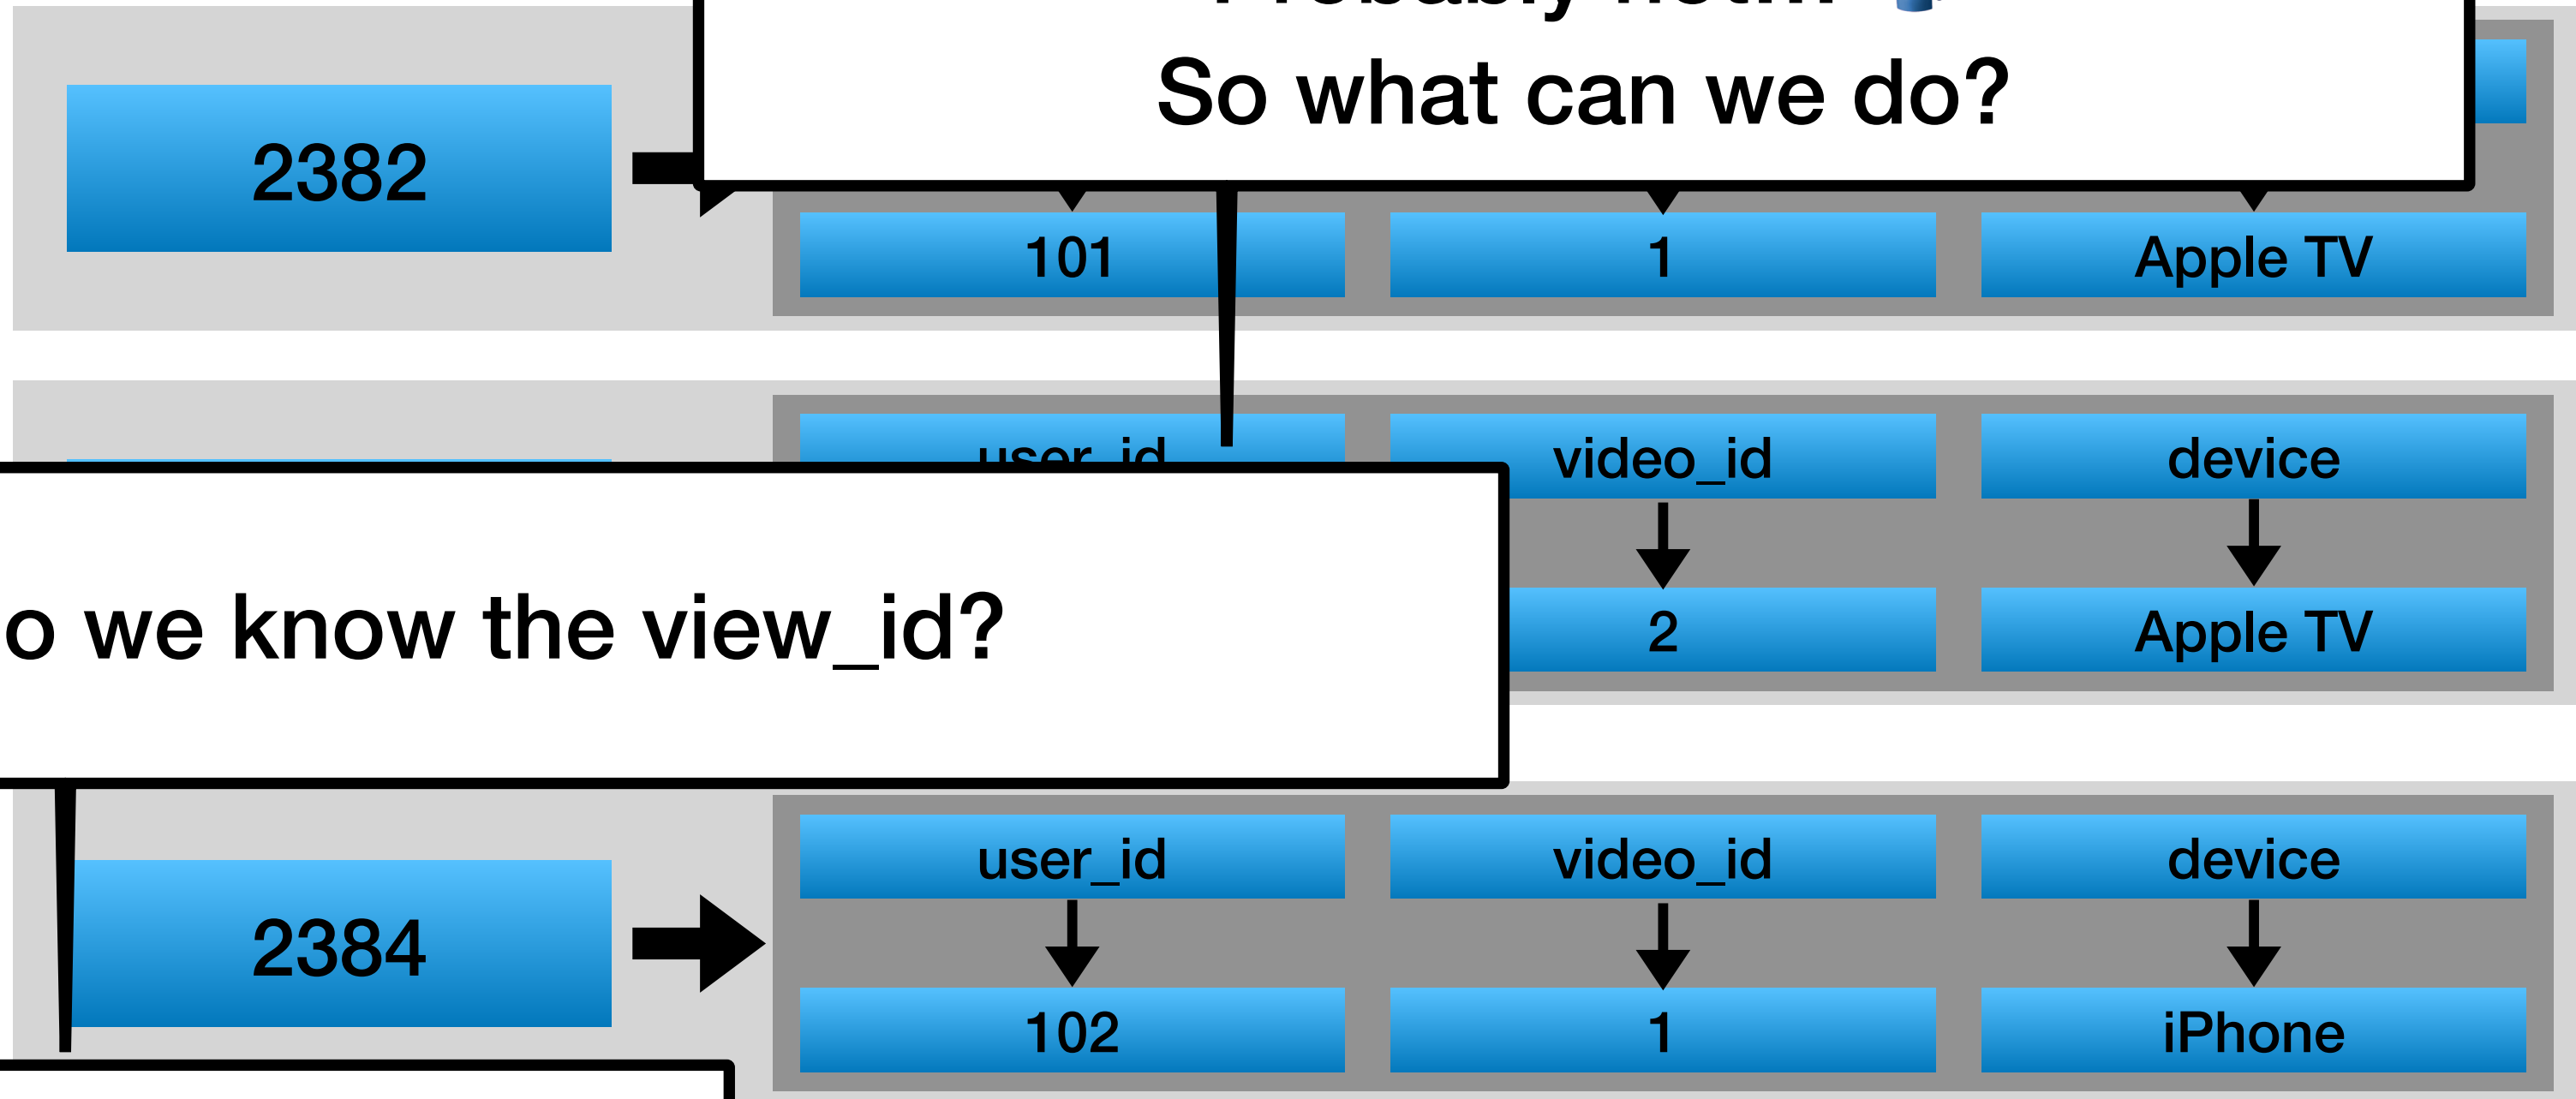 So what can we do?
2382
101 1 Apple TV
user_id video_id device
o we know the view_id?
2 Apple TV
user_id video_id device
2384
102 1 iPhone